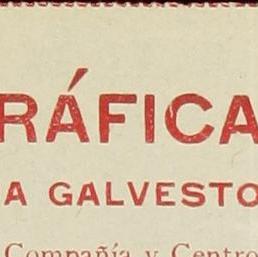 RÁFICA
A GALVESTO
Compañía y Centro